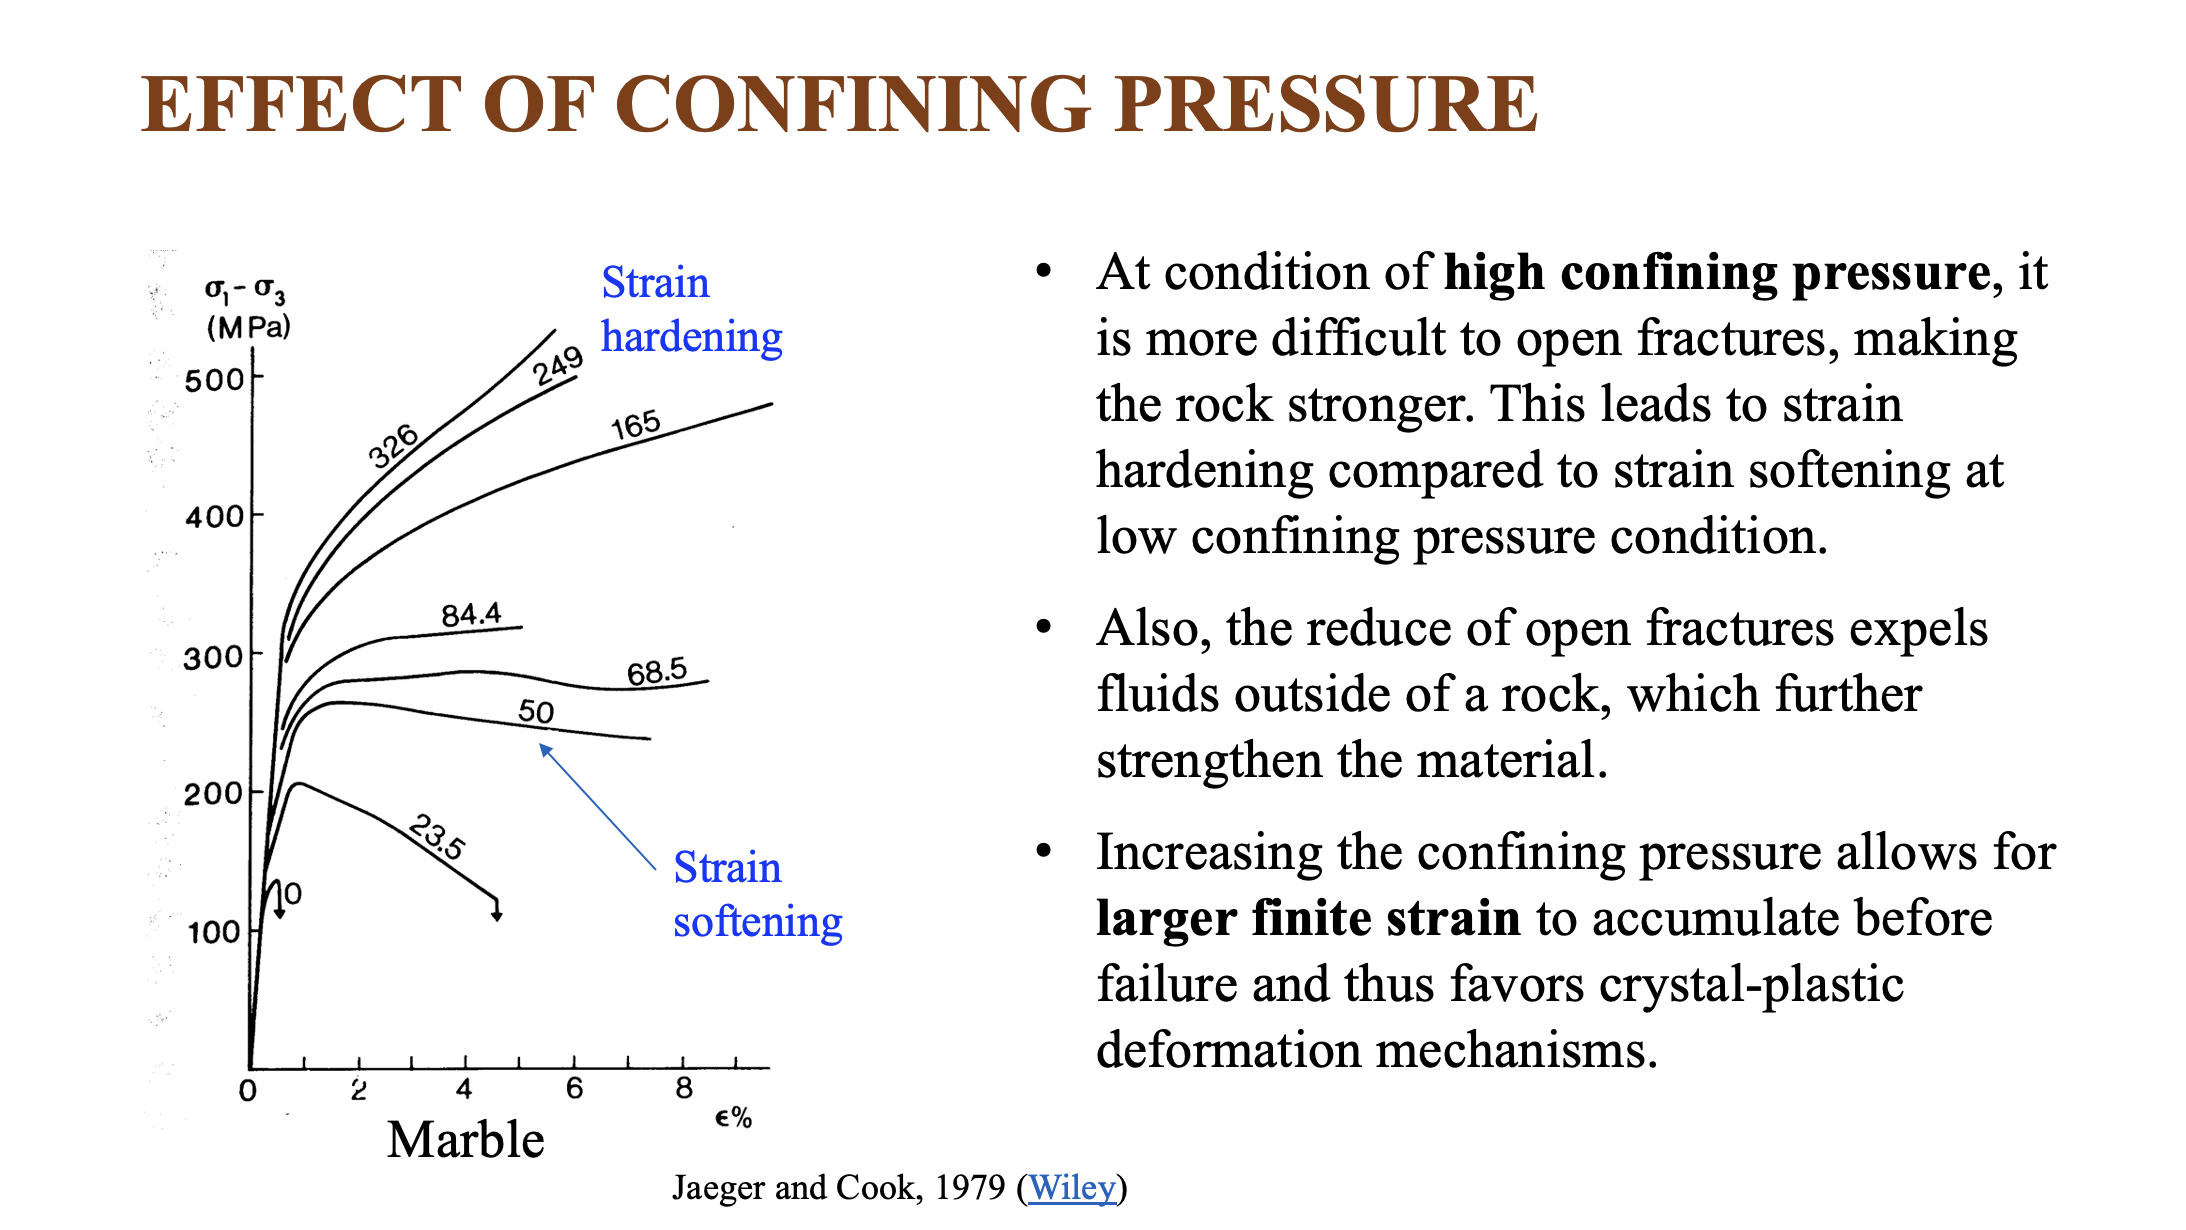 EFFECT OF CONFINING PRESSURE
σ₁ - σ₃
(MPa)
500
400
300
200
100
0
2
4
6
8
ϵ%
326
249
165
84.4
68.5
50
23.5
0
Strain
hardening
Strain
softening
Marble
Jaeger and Cook, 1979 (Wiley)
• At condition of high confining pressure, it
is more difficult to open fractures, making
the rock stronger. This leads to strain
hardening compared to strain softening at
low confining pressure condition.
• Also, the reduce of open fractures expels
fluids outside of a rock, which further
strengthen the material.
• Increasing the confining pressure allows for
larger finite strain to accumulate before
failure and thus favors crystal-plastic
deformation mechanisms.